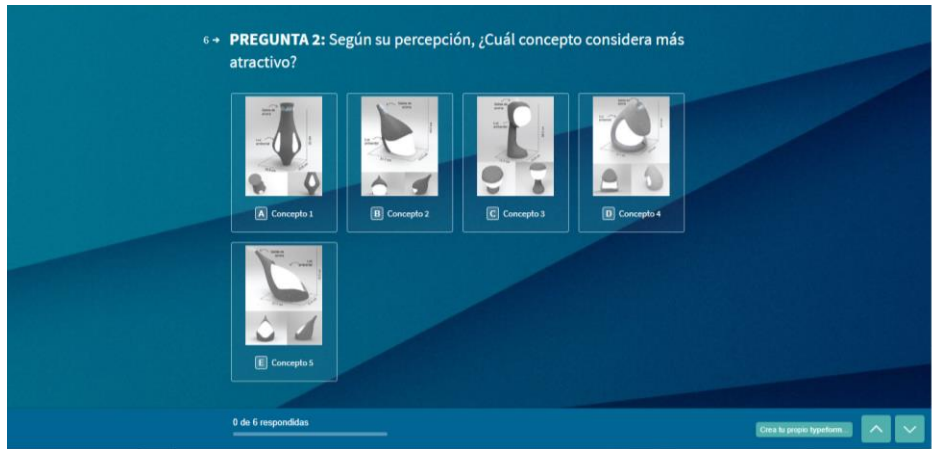 6 → PREGUNTA 2: Según su percepción, ¿Cuál concepto considera más
atractivo?
A Concepto 1
B Concepto 2
C Concepto 3
D Concepto 4
E Concepto 5
0 de 6 respondidas
Crea tu propio typeform...